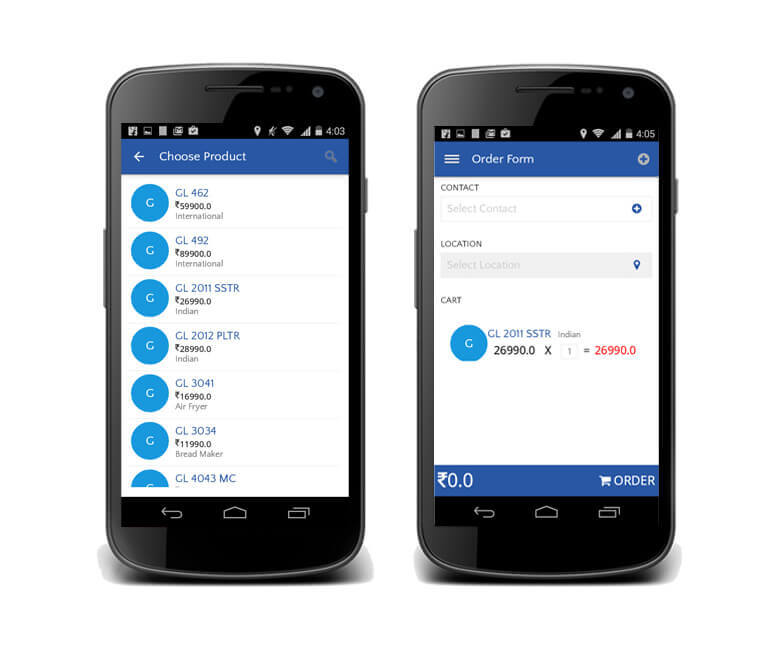 4:03
Choose Product
G
GL 462
₹59900.0
International
G
GL 492
₹89900.0
International
G
GL 2011 SSTR
₹26990.0
Indian
G
GL 2012 PLTR
₹28990.0
Indian
G
GL 3041
₹16990.0
Air Fryer
G
GL 3034
₹11990.0
Bread Maker
G
GL 4043 MC
4:05
Order Form
CONTACT
Select Contact
LOCATION
Select Location
CART
G
GL 2011 SSTR Indian
26990.0 X 1 = 26990.0
₹0.0 ORDER